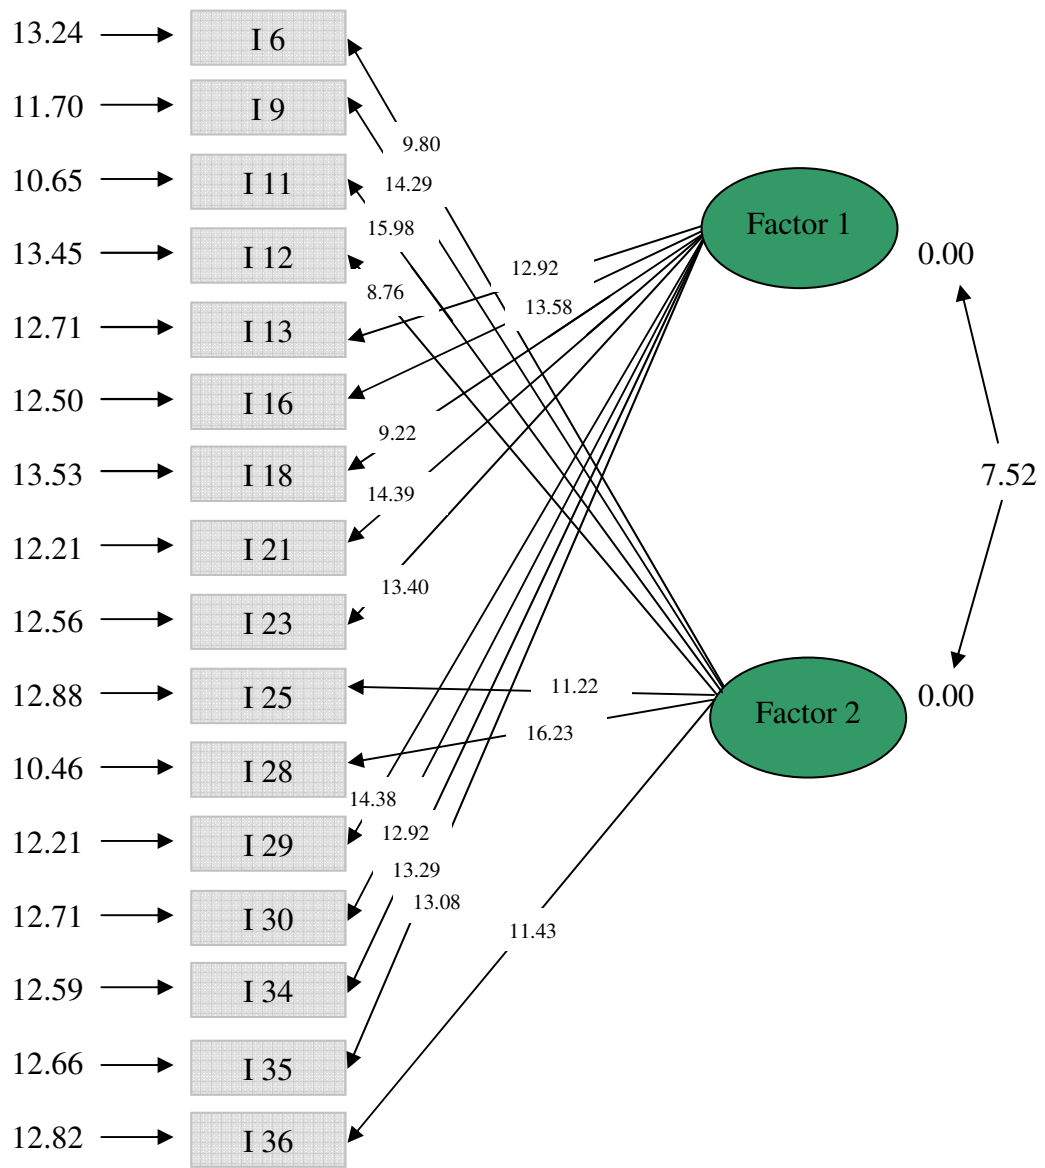 13.24 I 6
11.70 I 9
9.80
10.65 I 11
14.29
15.98
Factor 1
13.45 I 12
0.00
12.92
8.76
13.58
12.71 I 13
12.50 I 16
9.22
13.53 I 18
7.52
14.39
12.21 I 21
13.40
12.56 I 23
12.88 I 25
11.22
0.00
Factor 2
16.23
10.46 I 28
14.38
12.21 I 29
12.92
13.29
13.08
12.71 I 30
11.43
12.59 I 34
12.66 I 35
12.82 I 36